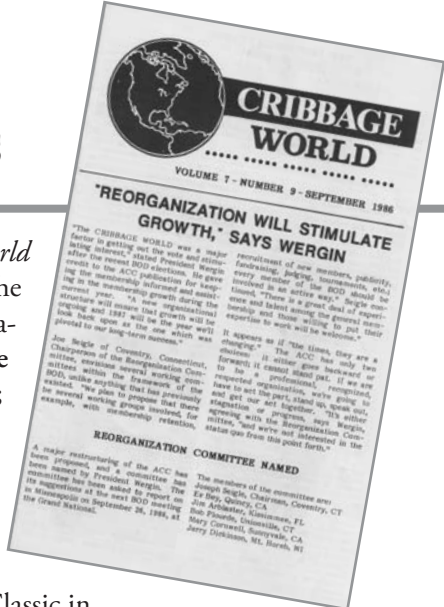 CRIBBAGE
WORLD
VOLUME 7 - NUMBER 9 - SEPTEMBER 1986
"REORGANIZATION WILL STIMULATE
GROWTH," SAYS WERGIN
"The CRIBBAGE WORLD was a major
factor in getting out the vote and stimu-
lating interest", stated President Wergin
after the recent BOD elections. He gave
credit to the ACC publication for keep-
ing the membership informed and assist-
ing in the membership growth during the
current year. "A new organizational
structure will ensure that growth will be
ongoing and 1987 will be the year we'll
look back upon as the one which was
pivotal to our long-term success."
Joe Seigle of Coventry, Connecticut,
Chairperson of the Reorganization Com-
mittee, envisions several working com-
mittees within the framework of the
BOD, unlike anything that has previously
existed. "We plan to propose that there
be several working groups involved, for
example, with membership retention,
recruitment of new members, publicity,
fundraising, judging, tournaments, etc.,
every member of the BOD should be
involved in an active way." Seigle con-
tinued, "There is a great deal of experi-
ence and talent among the general mem-
bership and those willing to put their
expertise to work will be welcome."
It appears as if "the times, they are a
changing." The ACC has only two
choices: it either goes backward or
forward; it cannot stand pat. If we are
to be a professional, recognized,
respected organization, we're going to
have to act the part, stand up, speak out,
and get our act together. "It's either
stagnation or progress, says Wergin,
agreeing with the Reorganization Com-
mittee, "and we're not interested in the
status quo from this point forth."
REORGANIZATION COMMITTEE NAMED
A major restructuring of the ACC has
been proposed, and a committee has
been named by President Wergin. The
committee has been asked to report on
its suggestions at the next BOD meeting
in Minneapolis on September 26, 1986, at
the Grand National.
The members of the committee are:
Joseph Seigle, Chairman, Coventry, CT
Ez Bay, Quincy, CA
Jim Arblaster, Kissimmee, FL
Bob Plourde, Unionville, CT
Mary Cornwell, Sunnyvale, CA
Jerry Dickinson, Mt. Horeb, WI
rld
ne
a-
e
s
Classic in